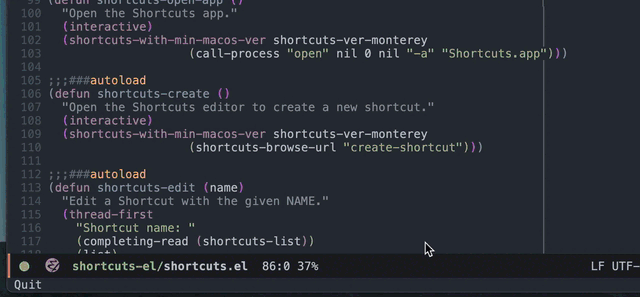 99 (defun shortcuts-open-app ()
100 "Open the Shortcuts app."
101 (interactive)
102 (shortcuts-with-min-macos-ver shortcuts-ver-monterey
103 (call-process "open" nil 0 nil "-a" "Shortcuts.app")))
104
105 ;;;###autoload
106 (defun shortcuts-create ()
107 "Open the Shortcuts editor to create a new shortcut."
108 (interactive)
109 (shortcuts-with-min-macos-ver shortcuts-ver-monterey
110 (shortcuts-browse-url "create-shortcut")))
111
112 ;;;###autoload
113 (defun shortcuts-edit (name)
114 "Edit a Shortcut with the given NAME."
115 (thread-first
116 "Shortcut name: "
117 (completing-read (shortcuts-list))
118 (list)
shortcuts-el/shortcuts.el 86:0 37% LF UTF-
Quit